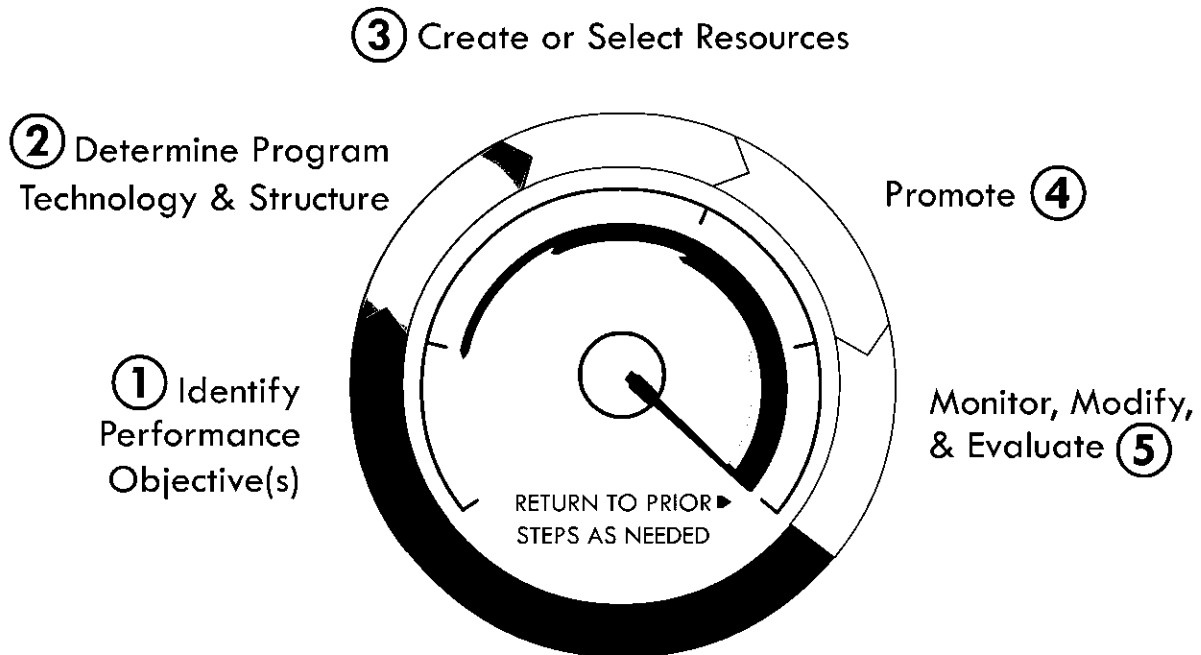 ③ Create or Select Resources
② Determine Program
Technology & Structure
Promote ④
① Identify
Performance
Objective(s)
Monitor, Modify,
& Evaluate ⑤
RETURN TO PRIOR
STEPS AS NEEDED